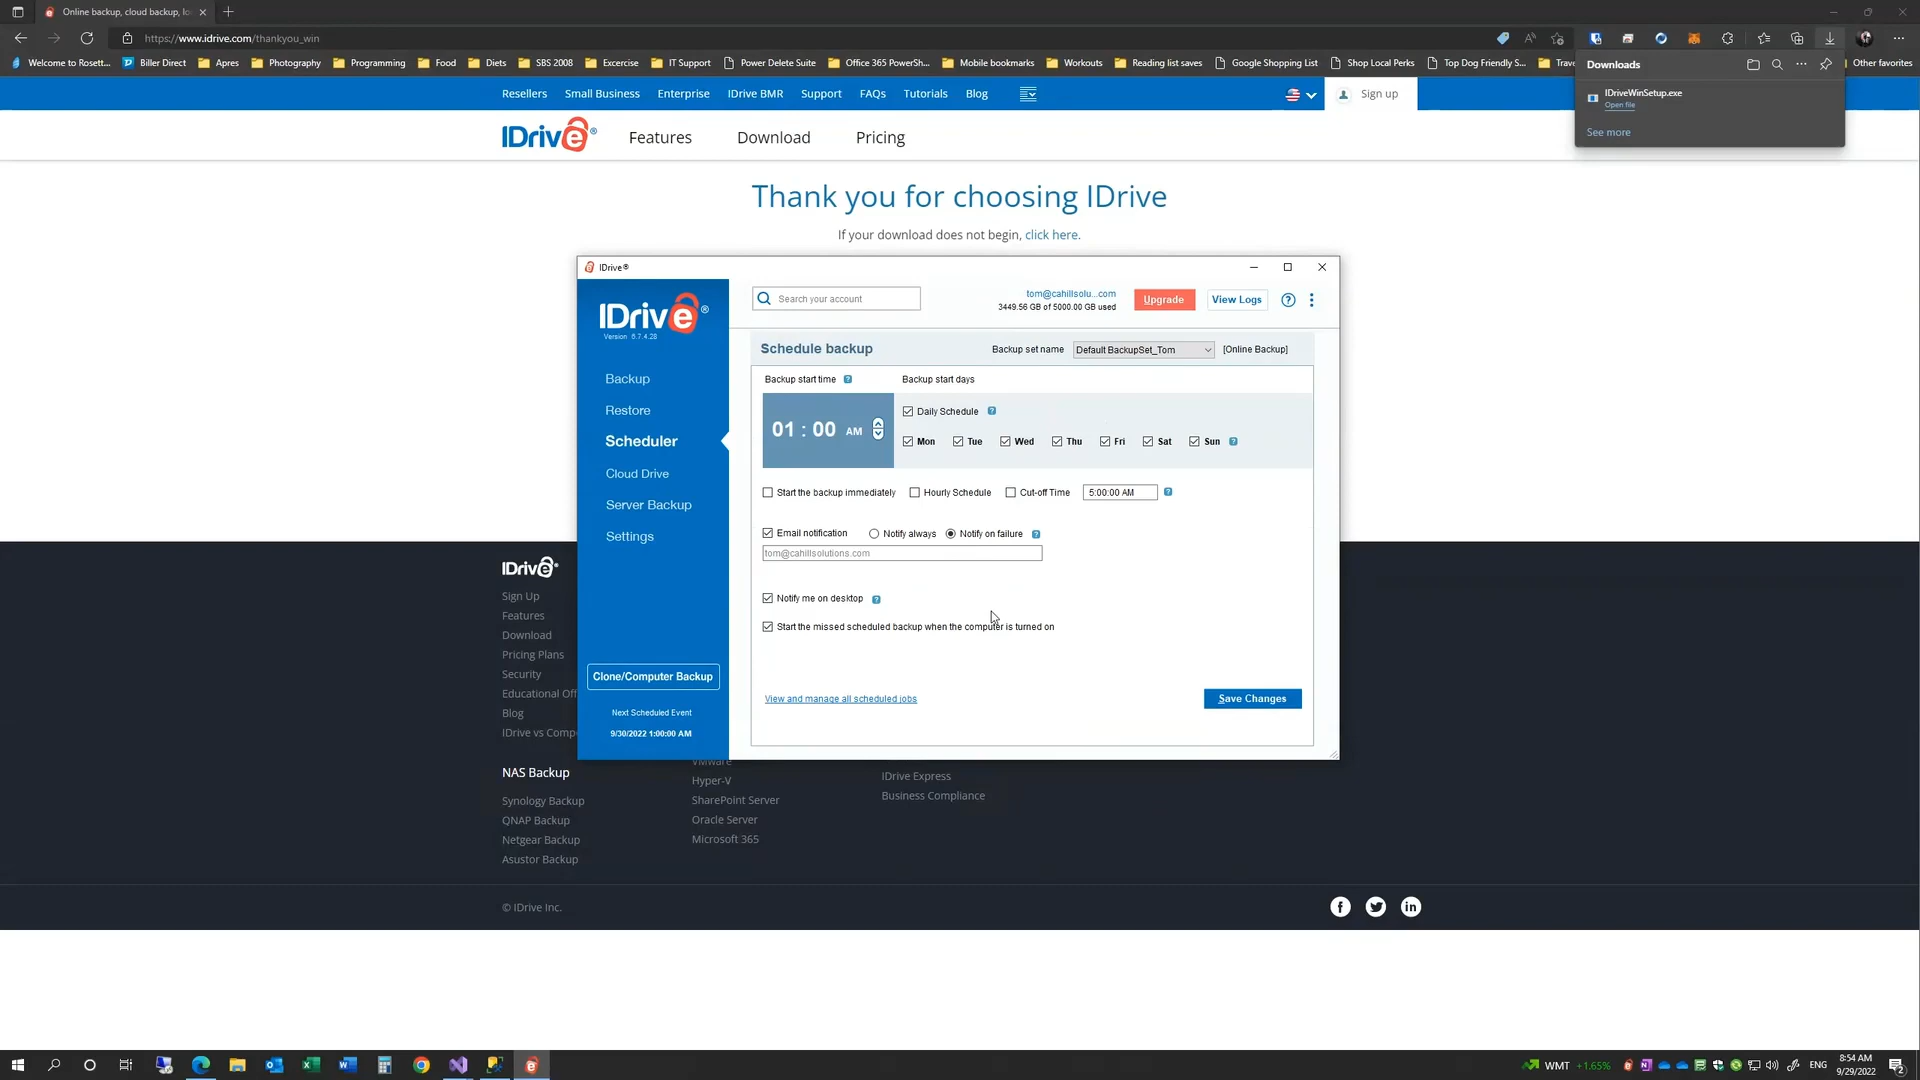 Online backup, cloud backup, lo
https://www.idrive.com/thankyou_win
Welcome to Rosett...
Biller Direct
Apres
Photography
Programming
Food
Diets
SBS 2008
Excercise
IT Support
Power Delete Suite
Office 365 PowerSh...
Mobile bookmarks
Workouts
Reading list saves
Google Shopping List
Shop Local Perks
Top Dog Friendly S...
Trave
Other favorites
Downloads
IDriveWinSetup.exe
Open file
See more
Resellers
Small Business
Enterprise
IDrive BMR
Support
FAQs
Tutorials
Blog
Sign up
IDrive®
Features
Download
Pricing
Thank you for choosing IDrive
If your download does not begin, click here.
IDrive®
IDrive®
Version 6.7.4.28
Search your account
tom@cahillsolu...com
3449.56 GB of 5000.00 GB used
Upgrade
View Logs
Backup
Restore
Scheduler
Cloud Drive
Server Backup
Settings
Clone/Computer Backup
Next Scheduled Event
9/30/2022 1:00:00 AM
Schedule backup
Backup set name
Default BackupSet_Tom
[Online Backup]
Backup start time ?
Backup start days
01 : 00 AM
Daily Schedule ?
Mon Tue Wed Thu Fri Sat Sun ?
Start the backup immediately
Hourly Schedule
Cut-off Time
5:00:00 AM ?
Email notification
Notify always
Notify on failure ?
tom@cahillsolutions.com
Notify me on desktop ?
Start the missed scheduled backup when the computer is turned on
View and manage all scheduled jobs
Save Changes
IDrive®
Sign Up
Features
Download
Pricing Plans
Security
Educational Off
Blog
IDrive vs Compe
NAS Backup
Synology Backup
QNAP Backup
Netgear Backup
Asustor Backup
VMware
Hyper-V
SharePoint Server
Oracle Server
Microsoft 365
IDrive Express
Business Compliance
© IDrive Inc.
WMT +1.65%
ENG
8:54 AM
9/29/2022
2